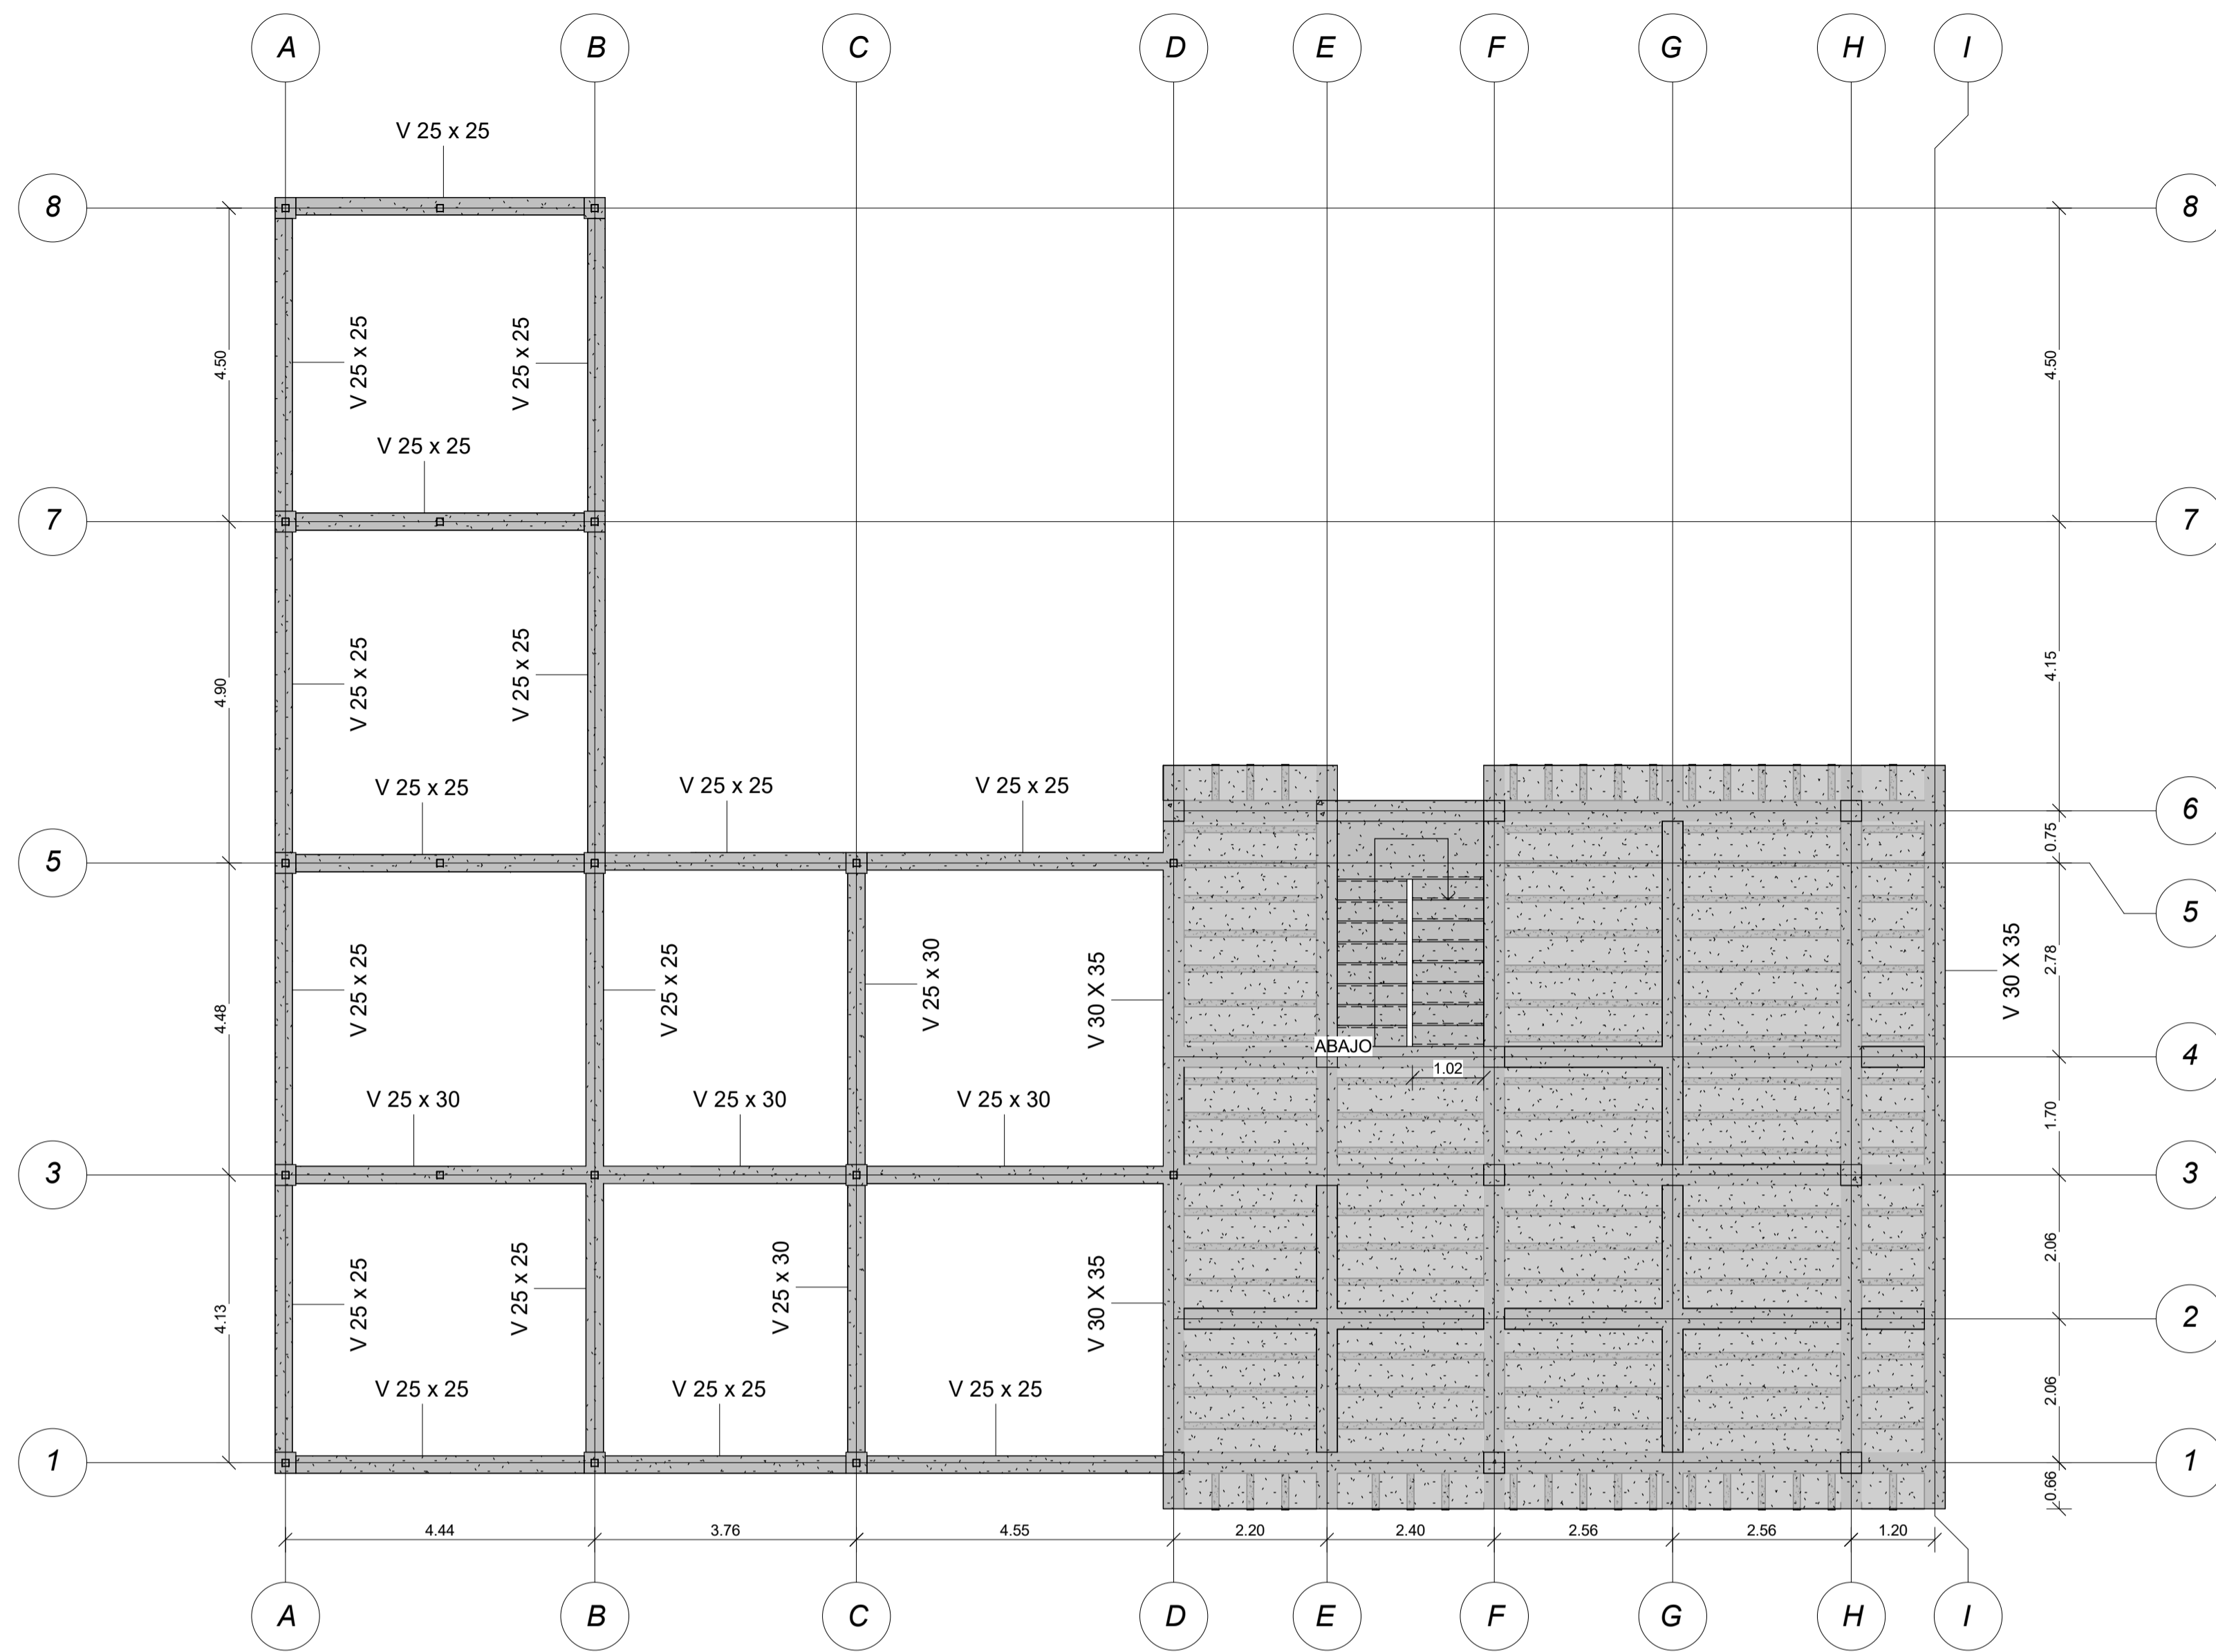 A B C D E F G H I
V 25 x 25
8 8
4.50 V 25 x 25 V 25 x 25 4.50
V 25 x 25
7 7
4.90 V 25 x 25 V 25 x 25 4.15
V 25 x 25 V 25 x 25 V 25 x 25
6
0.75
5 5
4.48 V 25 x 25 V 25 x 25 V 25 x 30 V 30 X 35 2.78 V 30 X 35
ABAJO 4
1.02
V 25 x 30 V 25 x 30 V 25 x 30 1.70
3 3
2.06
4.13 V 25 x 25 V 25 x 25 V 25 x 30 V 30 X 35 2
V 25 x 25 V 25 x 25 V 25 x 25 2.06
1 1
0.66
4.44 3.76 4.55 2.20 2.40 2.56 2.56 1.20
A B C D E F G H I